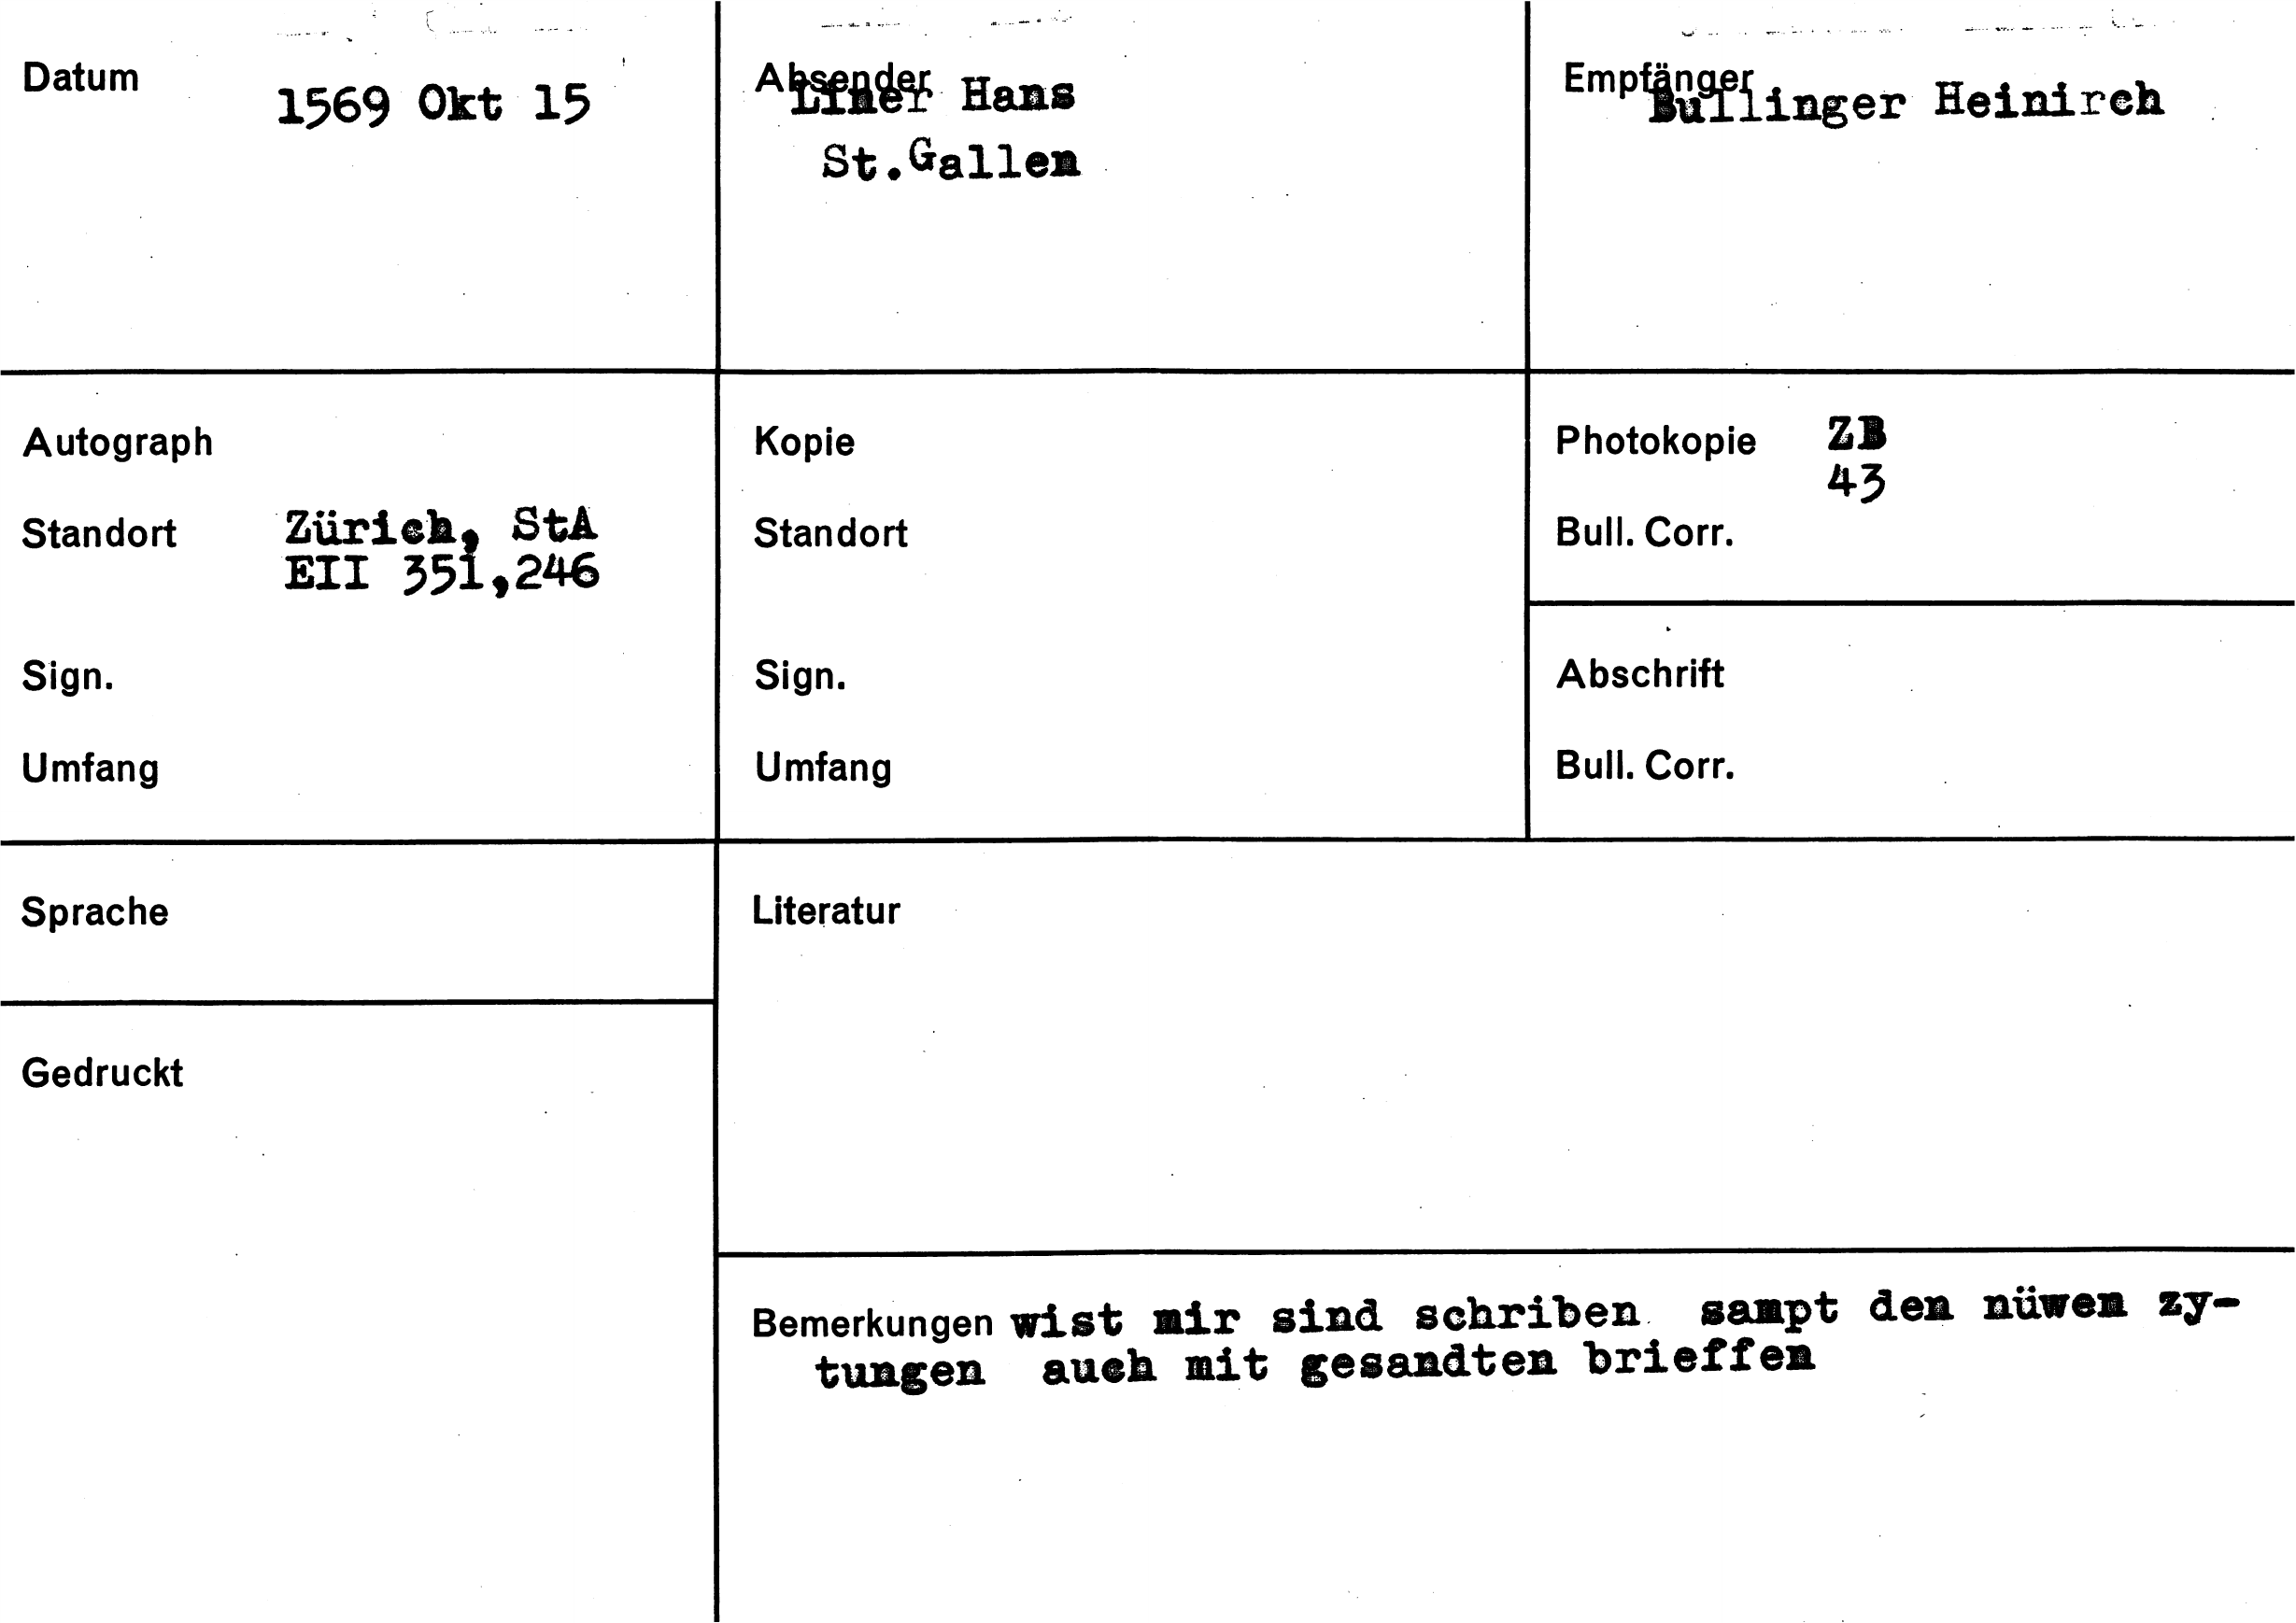 Datum 1569 Okt 15
Absender Liner Hans
St.Gallen
Empfänger Bullinger Heinirch
Autograph
Standort Zürich, StA
EII 351,246
Sign.
Umfang
Kopie
Standort
Sign.
Umfang
Photokopie ZB
43
Bull. Corr.
Abschrift
Bull. Corr.
Sprache
Gedruckt
Literatur
Bemerkungen wist mir sind schriben sampt den nüwen zy-
tungen auch mit gesandten brieffen